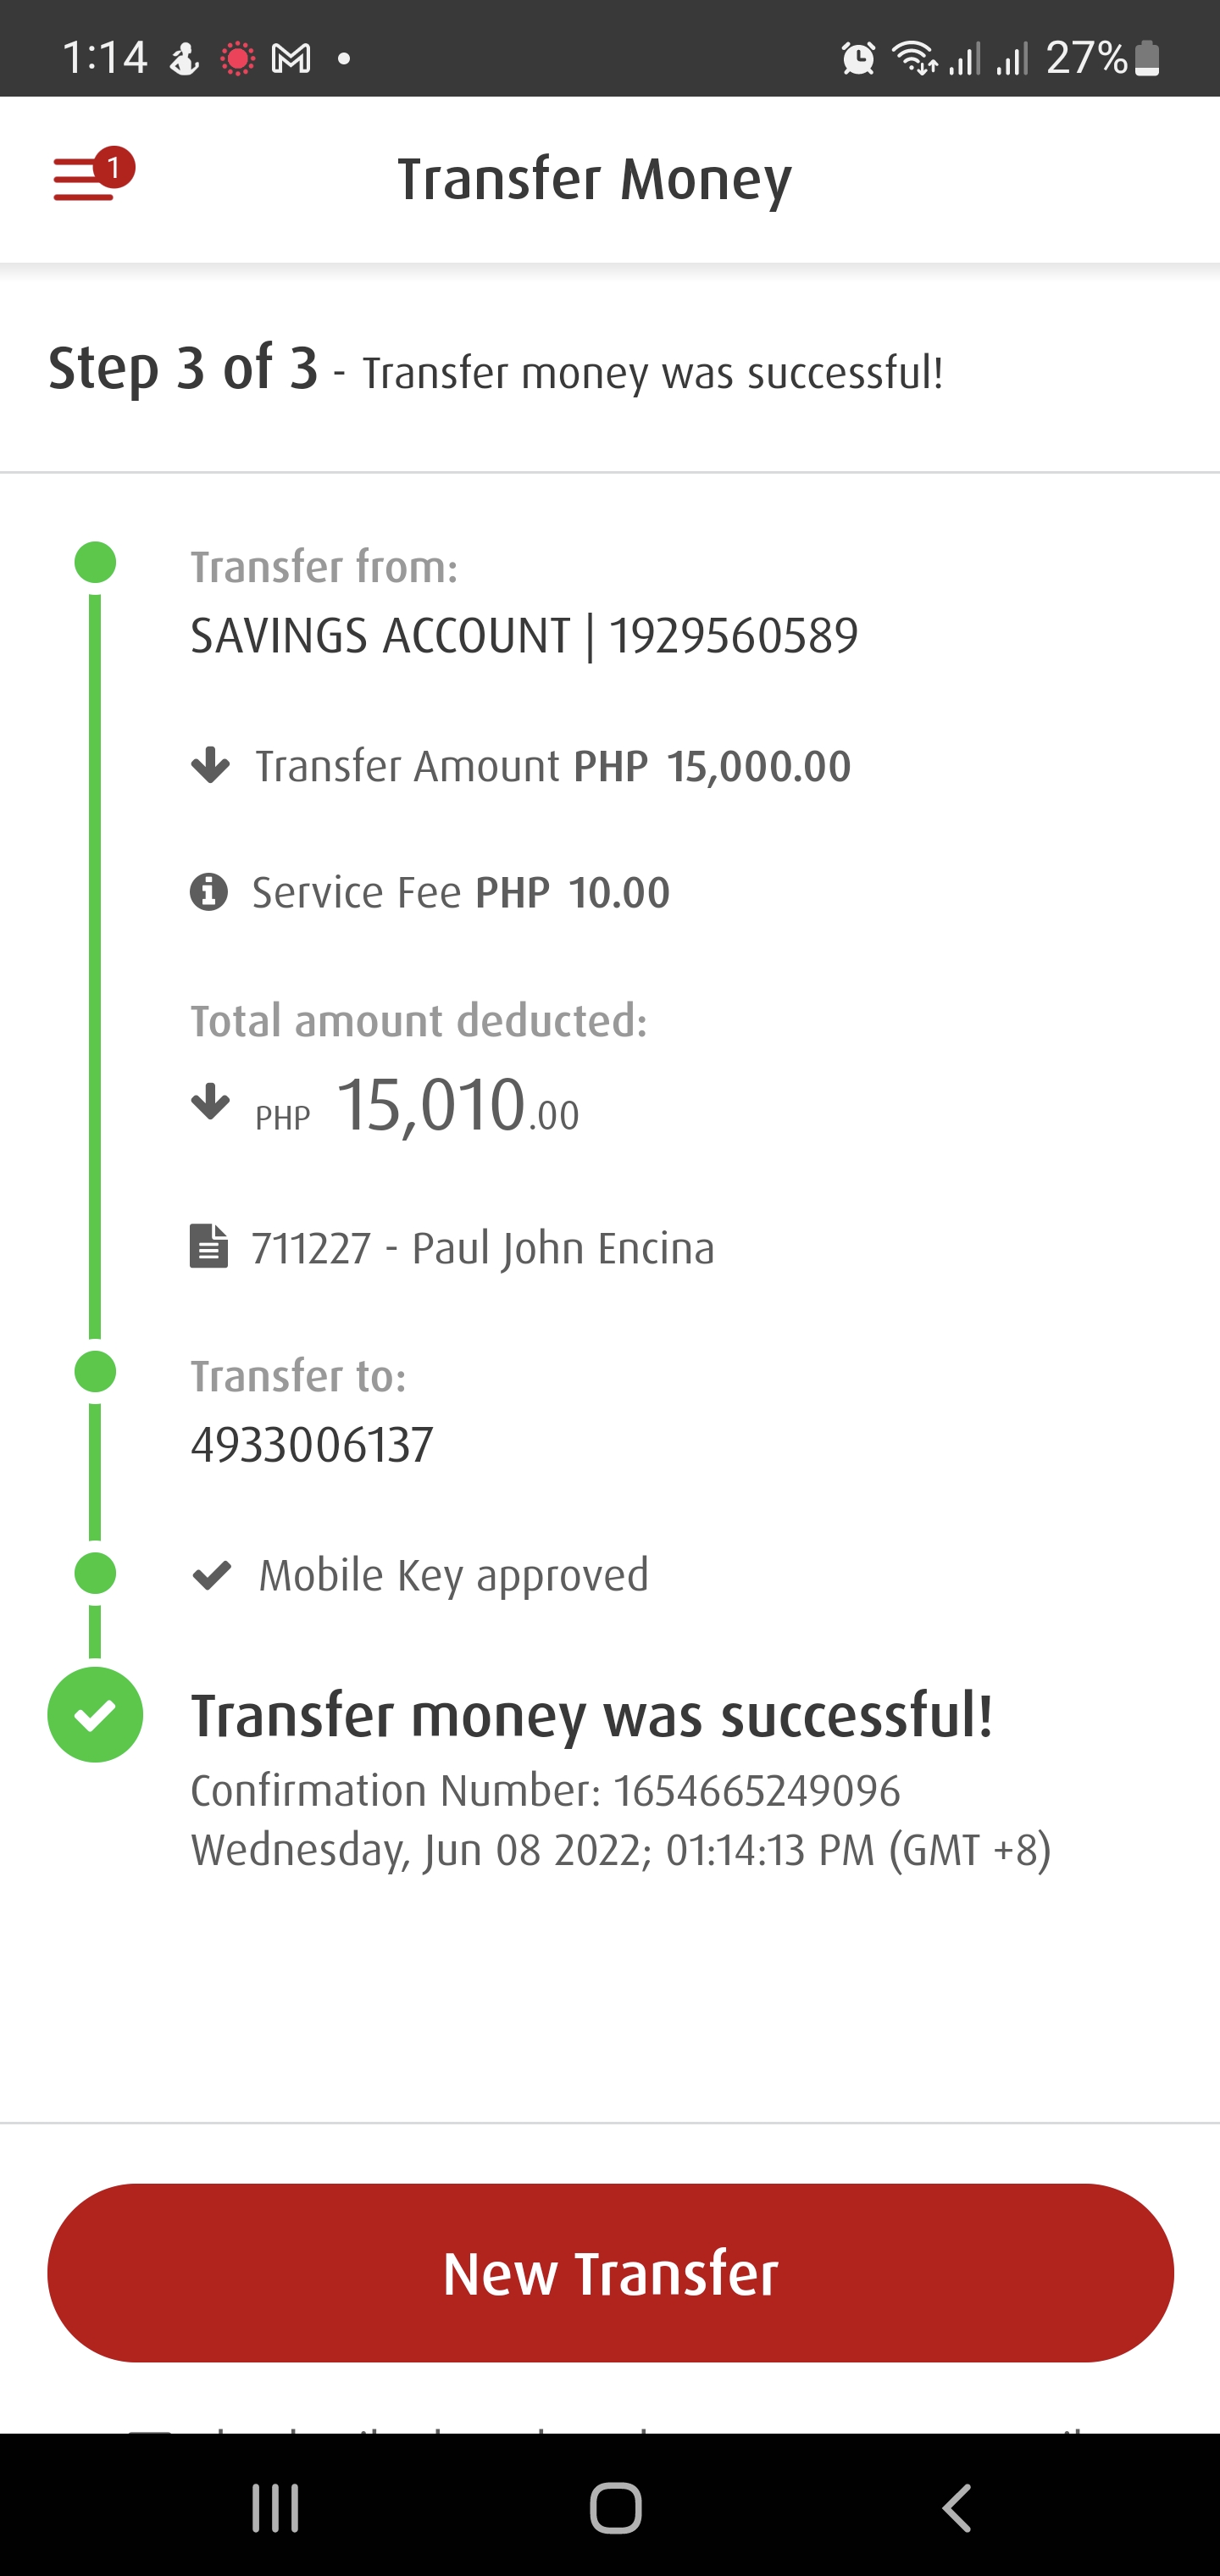 1:14
27%
1
Transfer Money
Step 3 of 3 - Transfer money was successful!
Transfer from:
SAVINGS ACCOUNT | 1929560589
Transfer Amount PHP 15,000.00
Service Fee PHP 10.00
Total amount deducted:
PHP 15,010.00
711227 - Paul John Encina
Transfer to:
4933006137
Mobile Key approved
Transfer money was successful!
Confirmation Number: 1654665249096
Wednesday, Jun 08 2022; 01:14:13 PM (GMT +8)
New Transfer